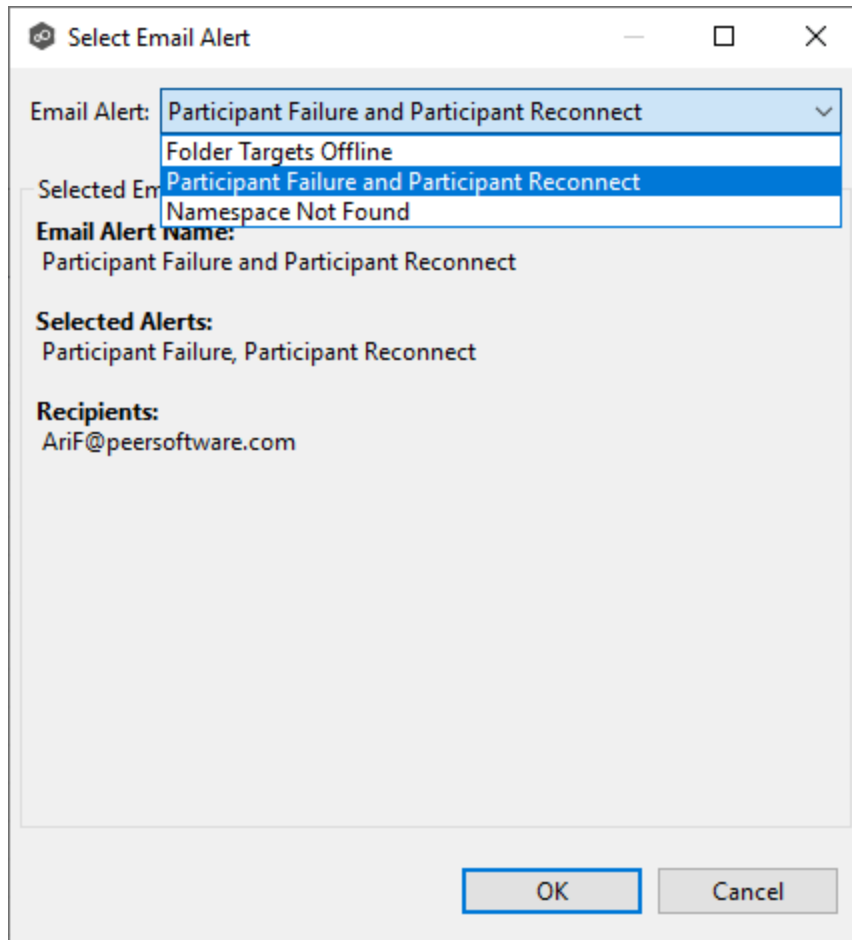 Select Email Alert
Email Alert: Participant Failure and Participant Reconnect
Folder Targets Offline
Participant Failure and Participant Reconnect
Namespace Not Found
Selected Em
Email Alert Name:
Participant Failure and Participant Reconnect
Selected Alerts:
Participant Failure, Participant Reconnect
Recipients:
AriF@peersoftware.com
OK Cancel